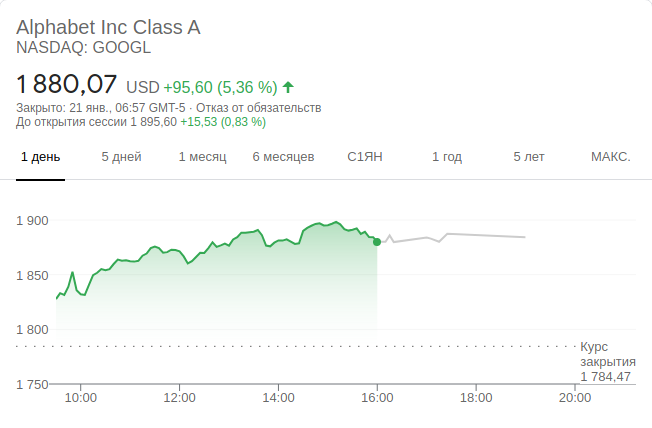 Alphabet Inc Class A
NASDAQ: GOOGL
1 880,07 USD +95,60 (5,36 %)
Закрыто: 21 янв., 06:57 GMT-5 · Отказ от обязательств
До открытия сессии 1 895,60 +15,53 (0,83 %)
1 день 5 дней 1 месяц 6 месяцев С1ЯН 1 год 5 лет МАКС.
1 900
1 850
1 800
Курс
закрытия
1 784,47
1 750
10:00 12:00 14:00 16:00 18:00 20:00